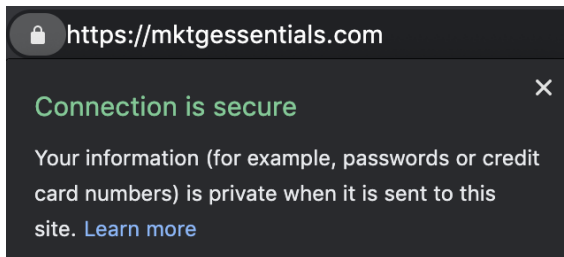 https://mktgessentials.com
Connection is secure
Your information (for example, passwords or credit
card numbers) is private when it is sent to this
site. Learn more